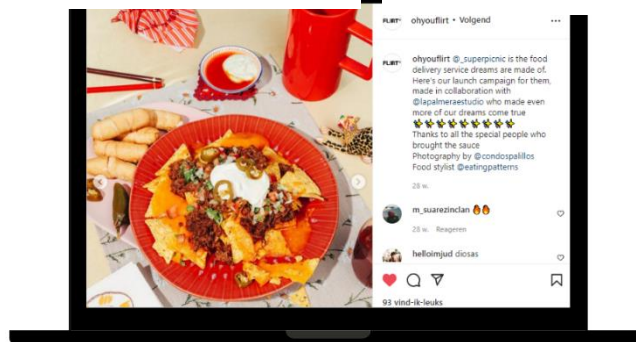 FLIRT® ohyouflirt • Volgend ...
FLIRT® ohyouflirt @_superpicnic is the food
delivery service dreams are made of.
Here's our launch campaign for them,
made in collaboration with
@lapalmeraestudio who made even
more of our dreams come true
Thanks to all the special people who
brought the sauce
Photography by @condospalillos
Food stylist @eatingpatterns
28 w.
m_suarezinclan 🔥🔥
28 w. Reageren
helloimjud diosas
93 vind-ik-leuks